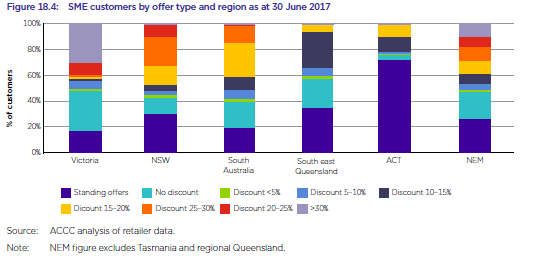 Figure 18.4: SME customers by offer type and region as at 30 June 2017
100%
80%
60%
40%
20%
0%
% of customers
Victoria
NSW
South
Australia
South east
Queensland
ACT
NEM
Standing offers
No discount
Discount <5%
Discount 5-10%
Discount 10-15%
Dicount 15-20%
Discount 25-30%
Discount 20-25%
>30%
Source: ACCC analysis of retailer data.
Note: NEM figure excludes Tasmania and regional Queensland.